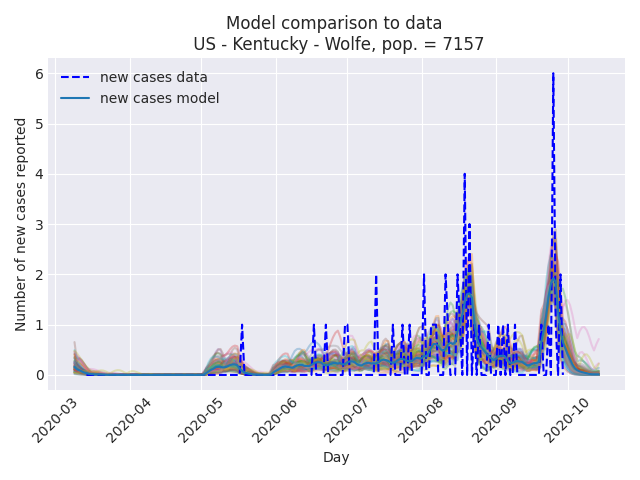 Model comparison to data
US - Kentucky - Wolfe, pop. = 7157
new cases data
new cases model
Number of new cases reported
6
5
4
3
2
1
0
2020-03
2020-04
2020-05
2020-06
2020-07
2020-08
2020-09
2020-10
Day